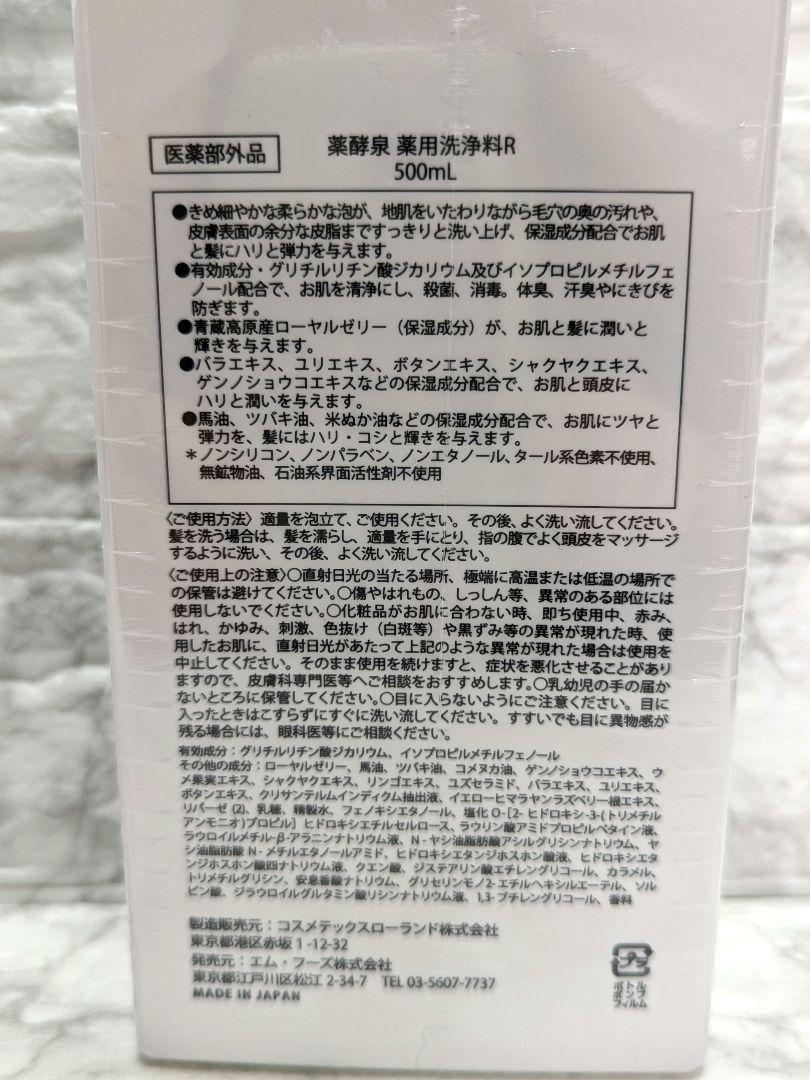 医薬部外品
薬酵泉 薬用洗浄料R
500mL
●きめ細やかな柔らかな泡が、地肌をいたわりながら毛穴の奥の汚れや、
皮膚表面の余分な皮脂まですっきりと洗い上げ、保湿成分配合でお肌
と髪にハリと弾力を与えます。
●有効成分・グリチルリチン酸ジカリウム及びイソプロピルメチルフェ
ノール配合で、お肌を清浄にし、殺菌、消毒。体臭、汗臭やにきびを
防ぎます。
●青蔵高原産ローヤルゼリー（保湿成分）が、お肌と髪に潤いと
輝きを与えます。
●バラエキス、ユリエキス、ボタンエキス、シャクヤクエキス、
ゲンノショウコエキスなどの保湿成分配合で、お肌と頭皮に
ハリと潤いを与えます。
●馬油、ツバキ油、米ぬか油などの保湿成分配合で、お肌にツヤと
弾力を、髪にはハリ・コシと輝きを与えます。
＊ノンシリコン、ノンパラベン、ノンエタノール、タール系色素不使用、
無鉱物油、石油系界面活性剤不使用
〈ご使用方法〉適量を泡立て、ご使用ください。その後、よく洗い流してください。
髪を洗う場合は、髪を濡らし、適量を手にとり、指の腹でよく頭皮をマッサージ
するように洗い、その後、よく洗い流してください。
〈ご使用上の注意〉○直射日光の当たる場所、極端に高温または低温の場所で
の保管は避けてください。○傷やはれもの、しっしん等、異常のある部位には
使用しないでください。○化粧品がお肌に合わない時、即ち使用中、赤み、
はれ、かゆみ、刺激、色抜け（白斑等）や黒ずみ等の異常が現れた時、使
用したお肌に、直射日光があたって上記のような異常が現れた場合は使用を
中止してください。そのまま使用を続けますと、症状を悪化させることがあり
ますので、皮膚科専門医等へご相談をおすすめします。○乳幼児の手の届か
ないところに保管してください。○目に入らないようにご注意ください。目に
入ったときはこすらずにすぐに洗い流してください。すすいでも目に異物感が
残る場合には、眼科医等にご相談ください。
有効成分：グリチルリチン酸ジカリウム、イソプロピルメチルフェノール
その他の成分：ローヤルゼリー、馬油、ツバキ油、コメヌカ油、ゲンノショウコエキス、ウ
メ果実エキス、シャクヤクエキス、リンゴエキス、ユズセラミド、バラエキス、ユリエキス、
ボタンエキス、クリサンテルムインディクム抽出液、イエローヒマラヤンラズベリー根エキス、
リパーゼ(2)、乳糖、精製水、フェノキシエタノール、塩化O-[2-ヒドロキシ-3-(トリメチル
アンモニオ)プロピル]ヒドロキシエチルセルロース、ラウリン酸アミドプロピルベタイン液、
ラウロイルメチル-β-アラニンナトリウム液、N-ヤシ油脂肪酸アシルグリシンナトリウム、ヤ
シ油脂肪酸N-メチルエタノールアミド、ヒドロキシエタンジホスホン酸液、ヒドロキシエタ
ンジホスホン酸四ナトリウム液、クエン酸、ジステアリン酸エチレングリコール、カラメル、
トリメチルグリシン、安息香酸ナトリウム、グリセリンモノ2-エチルヘキシルエーテル、ソル
ビン酸、ジラウロイルグルタミン酸リシンナトリウム液、1,3-ブチレングリコール、香料
製造販売元：コスメテックスローランド株式会社
東京都港区赤坂1-12-32
発売元：エム・フーズ株式会社
東京都江戸川区松江2-34-7 TEL 03-5607-7737
MADE IN JAPAN
プラ
ボトル
ポンプ
フィルム